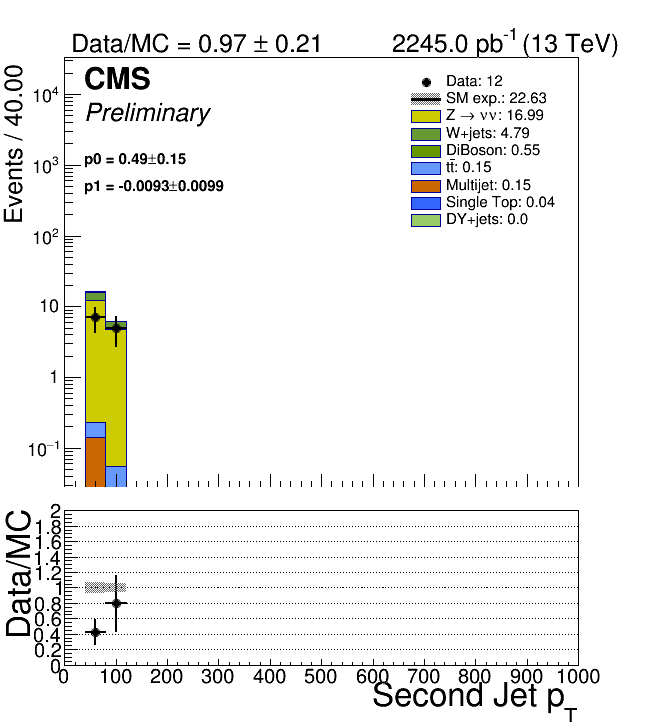 Data/MC = 0.97 ± 0.21 2245.0 pb⁻¹ (13 TeV)
CMS
Preliminary
p0 = 0.49±0.15
p1 = -0.0093±0.0099
Data: 12
SM exp.: 22.63
Z → νν: 16.99
W+jets: 4.79
DiBoson: 0.55
tt̄: 0.15
Multijet: 0.15
Single Top: 0.04
DY+jets: 0.0
Events / 40.00
10⁴
10³
10²
10
1
10⁻¹
Data/MC
2
1.8
1.6
1.4
1.2
1
0.8
0.6
0.4
0.2
0
0 100 200 300 400 500 600 700 800 900 1000
Second Jet p_T